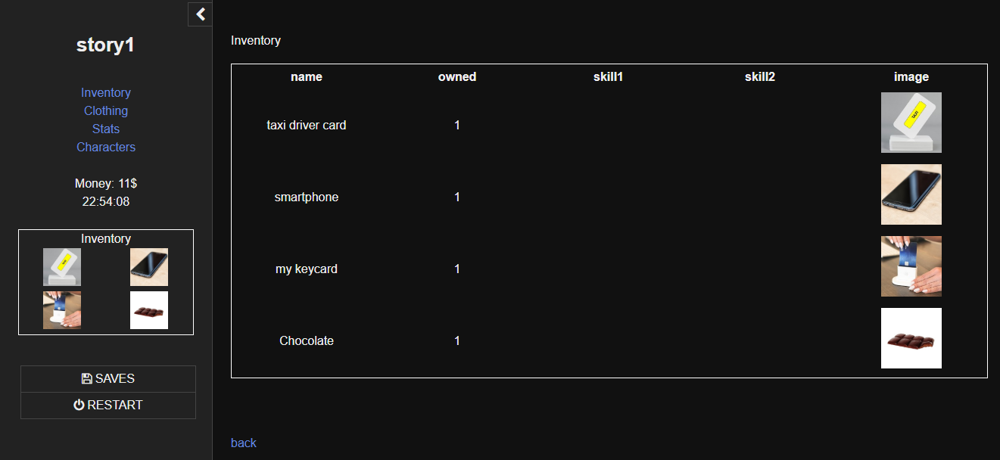 story1
Inventory
Clothing
Stats
Characters
Money: 11$
22:54:08
Inventory
SAVES
RESTART
Inventory
name owned skill1 skill2 image
taxi driver card 1
TAXI
smartphone 1
my keycard 1
Chocolate 1
back